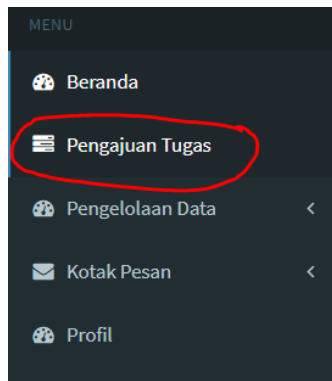 MENU
Beranda
Pengajuan Tugas
Pengelolaan Data
Kotak Pesan
Profil